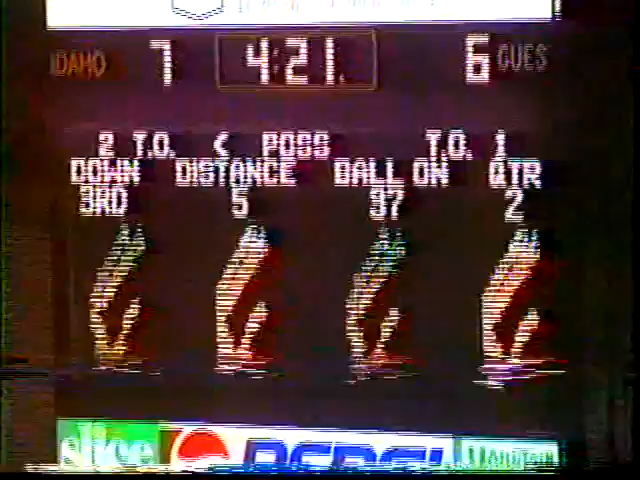 IDAHO 7 4:21 6 GUES
2 T.O. < POSS T.O. 1
DOWN DISTANCE BALL ON QTR
3RD 5 37 2
slice PEPSI